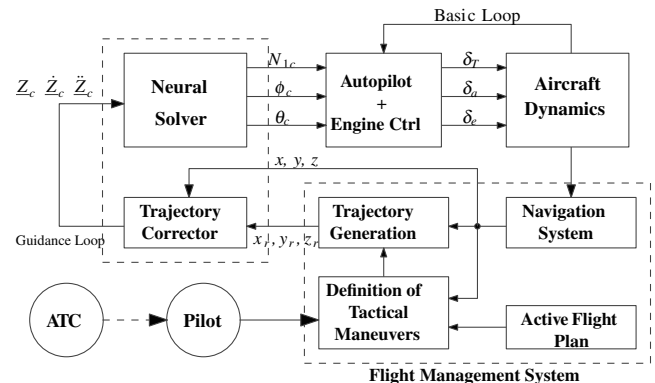 Basic Loop
Z_c Ż_c Z̈_c
Neural
Solver
N_{1c}
ϕ_c
θ_c
Autopilot
+
Engine Ctrl
δ_T
δ_a
δ_e
Aircraft
Dynamics
x, y, z
Trajectory
Corrector
Guidance Loop
x_r, y_r, z_r
Trajectory
Generation
Navigation
System
Definition of
Tactical
Maneuvers
Active Flight
Plan
ATC
Pilot
Flight Management System